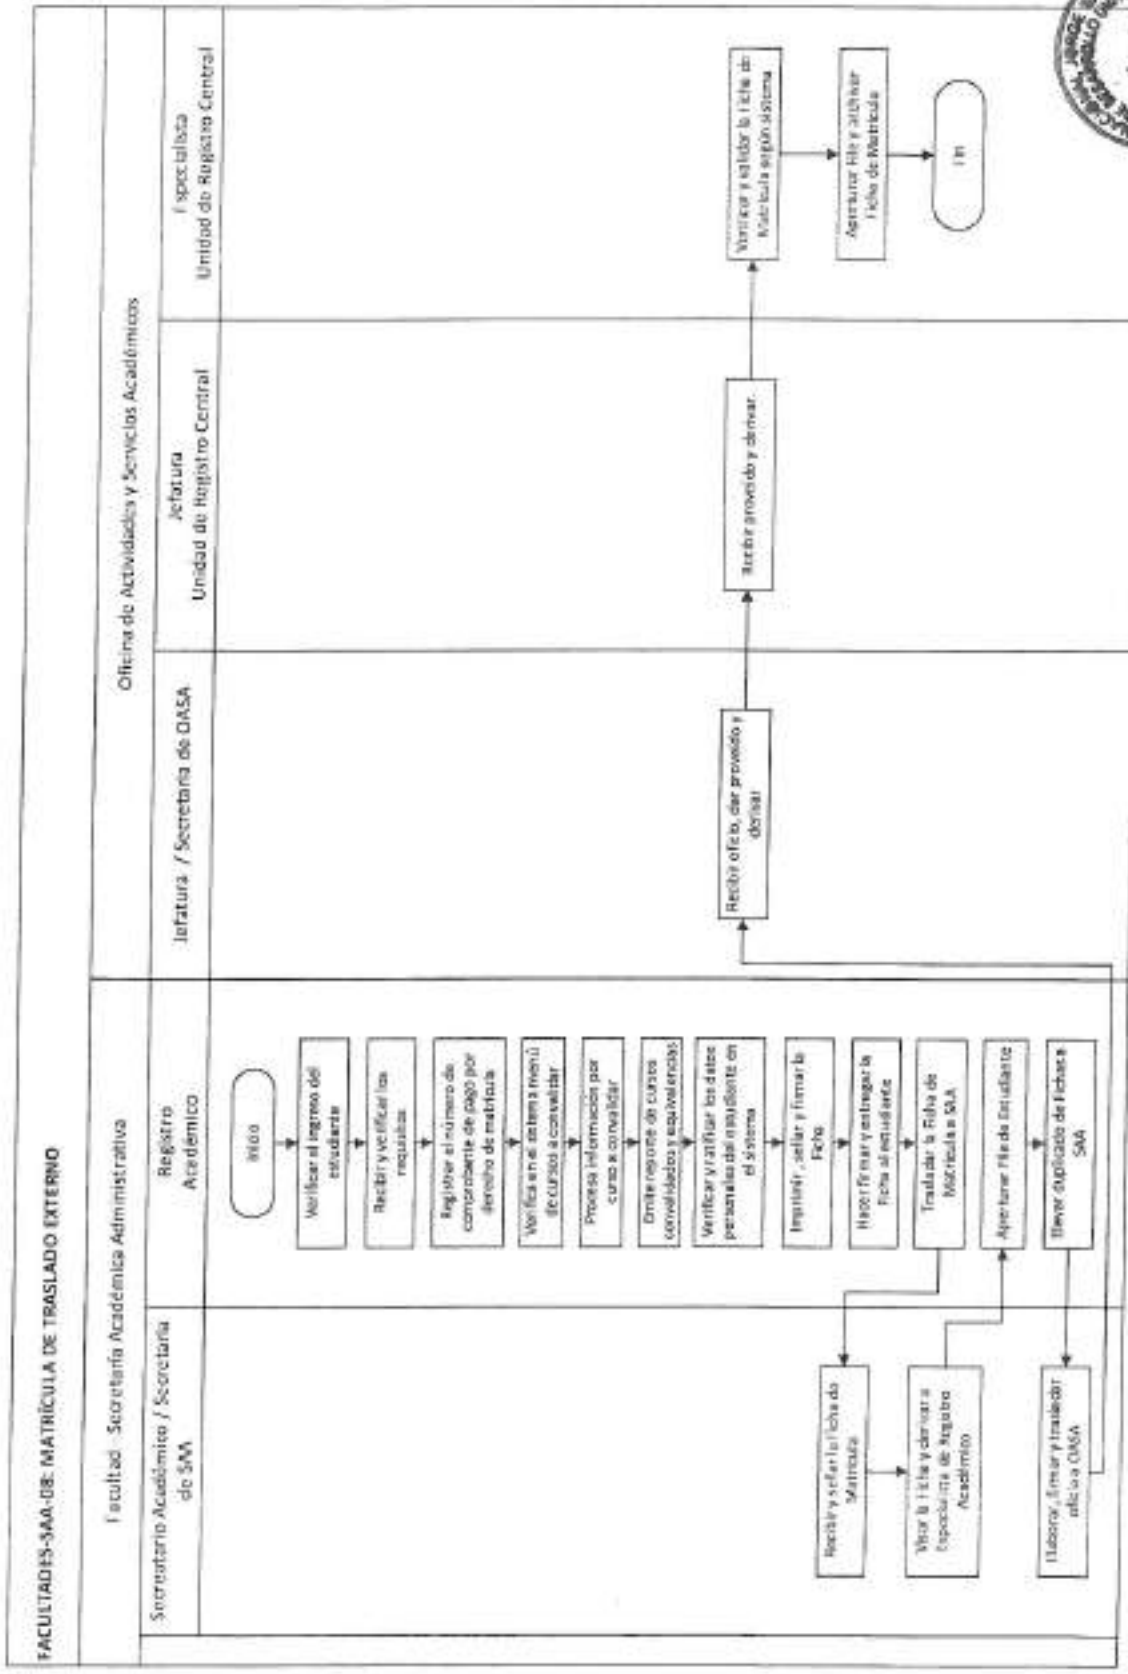 FACULTADES-SAA-08: MATRÍCULA DE TRASLADO EXTERNO
Facultad Secretaría Académica Administrativa
Oficina de Actividades y Servicios Académicos
Secretario Académico / Secretaria
de SAA
Registro
Académico
Jefatura / Secretaria de OASA
Jefatura
Unidad de Registro Central
Especialista
Unidad de Registro Central
Inicio
Verificar el ingreso del
estudiante
Recibir y verificar los
requisitos
Registrar el número de
comprobante de pago por
derecho de matrícula
Verifica en el sistema menú
de cursos a convalidar
Procesa información por
curso a convalidar
Emite reporte de cursos
convalidados y equivalencias
Verificar y ratificar los datos
personales del estudiante en
el sistema
Imprimir, sellar y firmar la
Ficha
Hacer firmar y entregar la
Ficha al estudiante
Trasladar la Ficha de
Matrícula a SAA
Recibir y sellar la Ficha de
Matrícula
Visar la Ficha y derivar a
Especialista de Registro
Académico
Aperturar File de Estudiante
Elevar duplicado de Fichas a
SAA
Elaborar, firmar y trasladar
oficio a OASA
Recibir oficio, dar proveído y
derivar
Recibir proveído y derivar.
Verificar y validar la Ficha de
Matrícula según sistema
Aperturar File y archivar
Ficha de Matrícula
Fin
JORGE